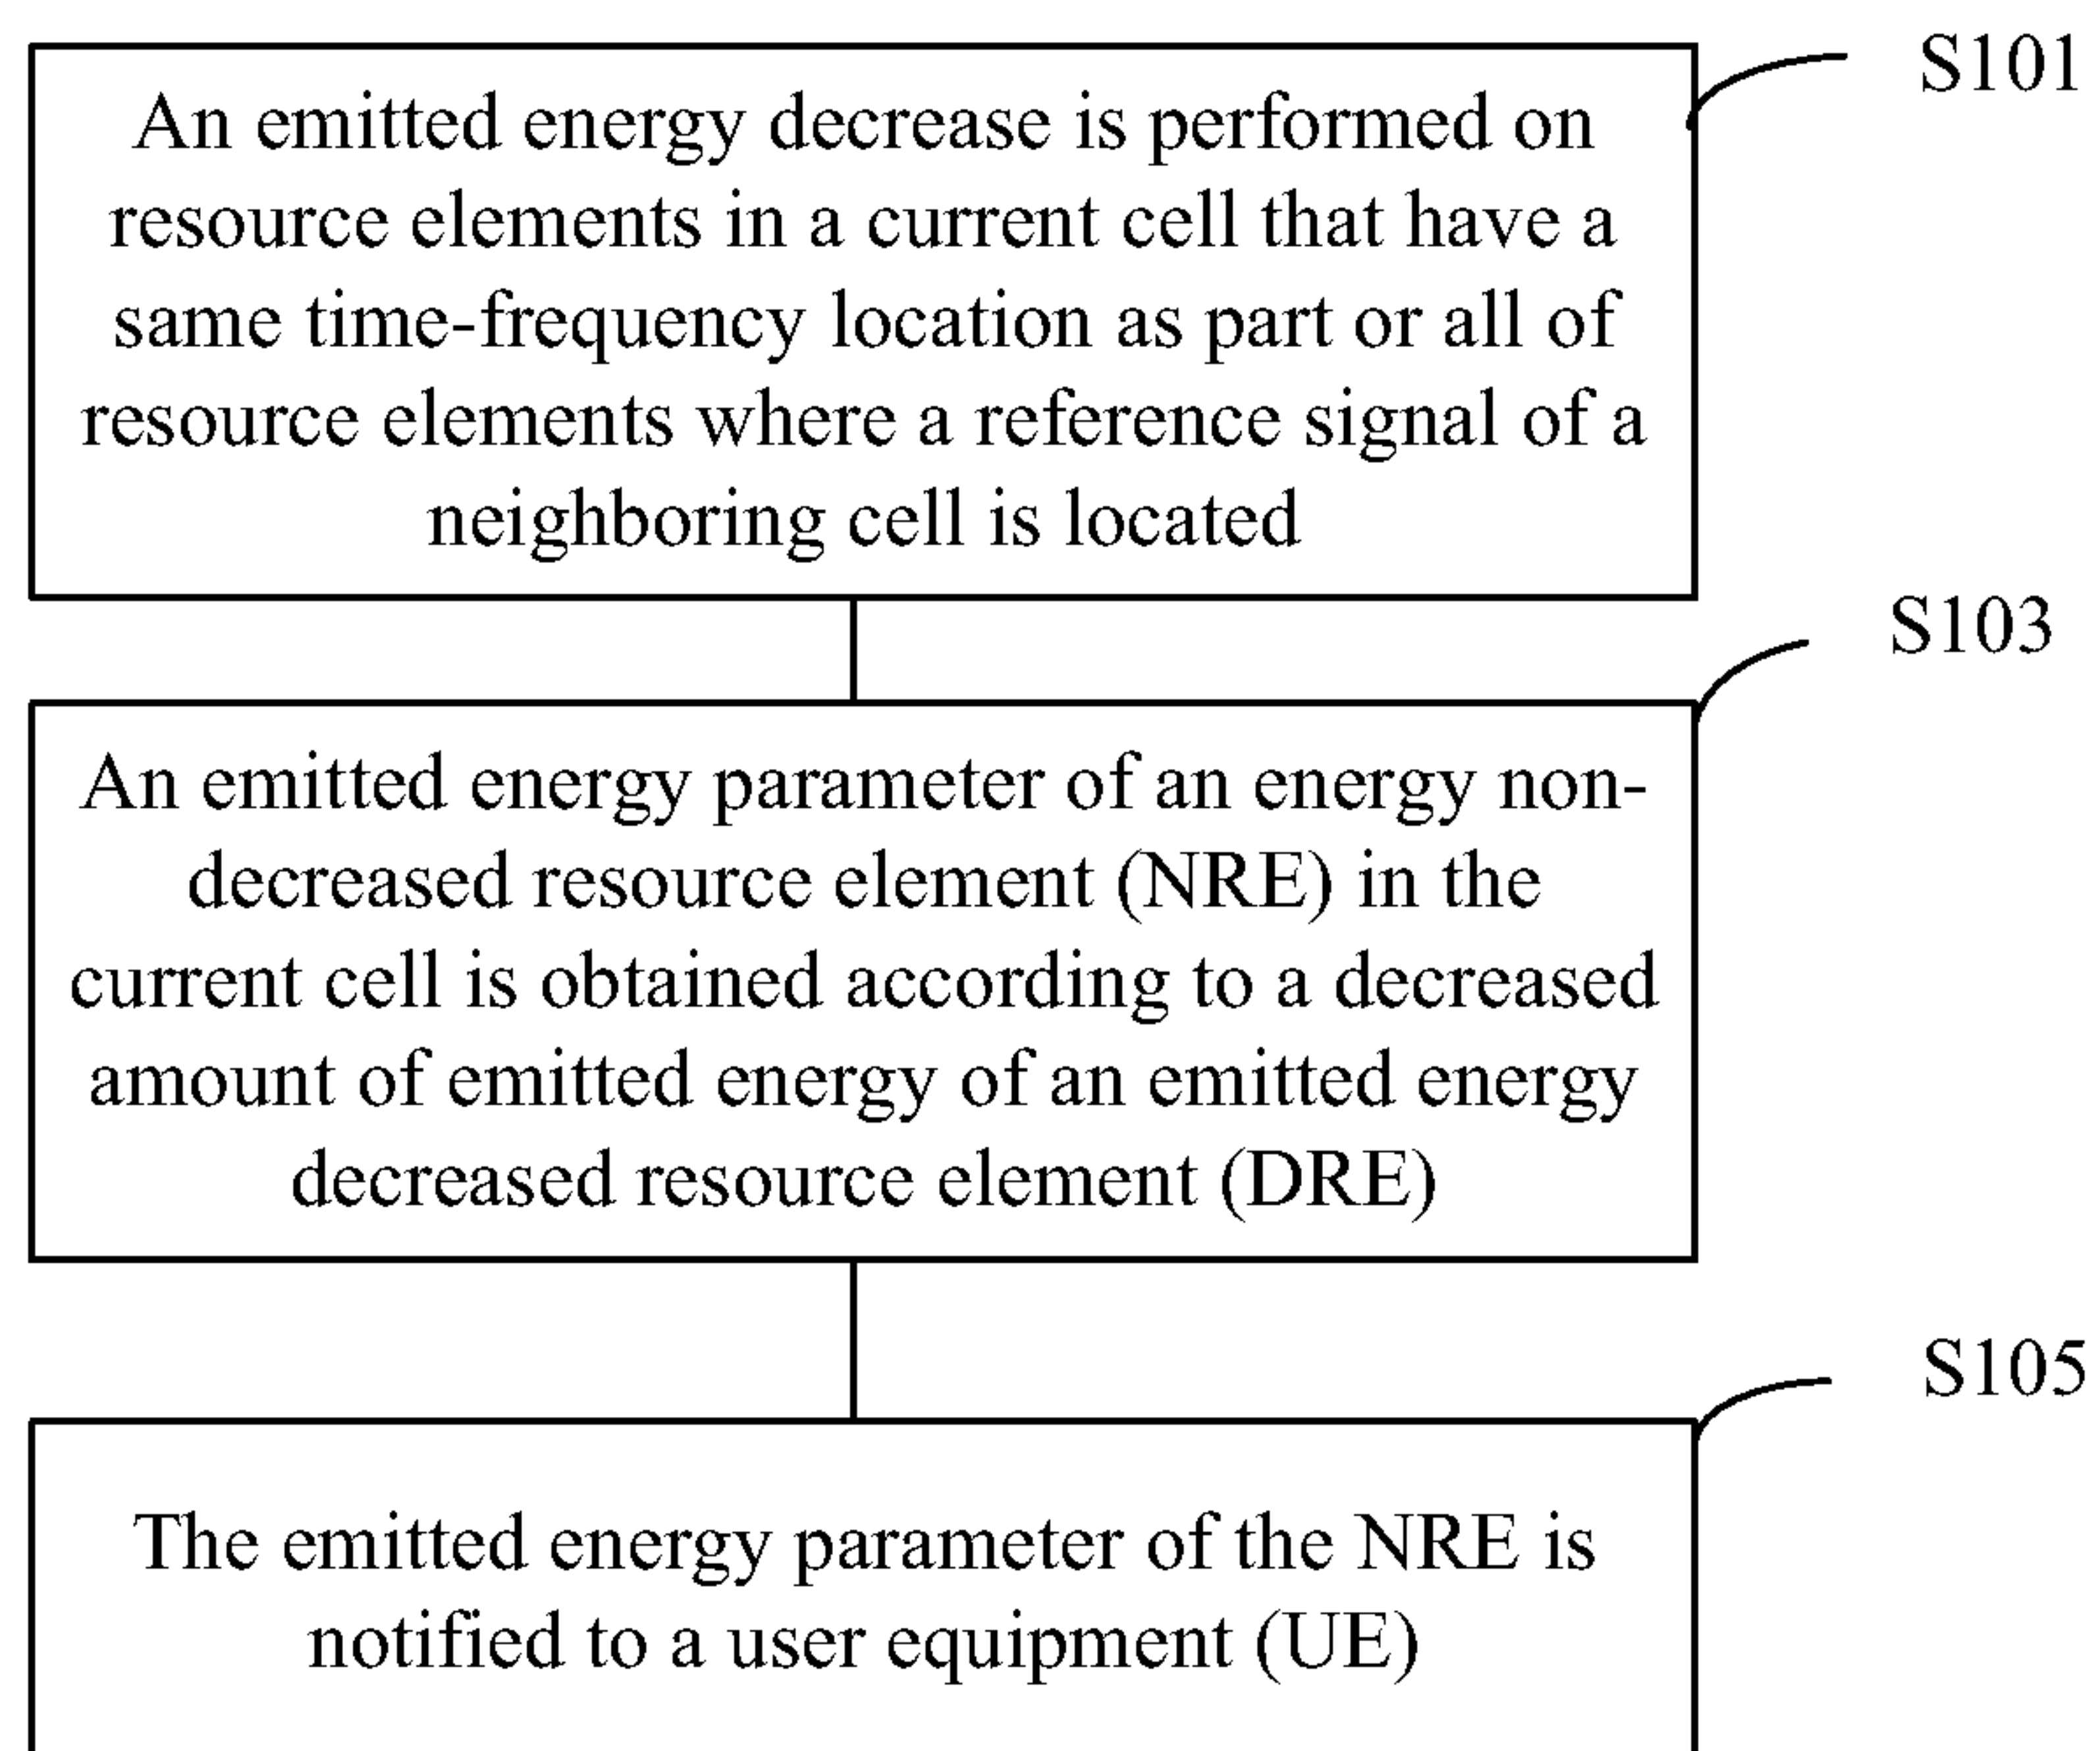 S101
An emitted energy decrease is performed on
resource elements in a current cell that have a
same time-frequency location as part or all of
resource elements where a reference signal of a
neighboring cell is located
S103
An emitted energy parameter of an energy non-
decreased resource element (NRE) in the
current cell is obtained according to a decreased
amount of emitted energy of an emitted energy
decreased resource element (DRE)
S105
The emitted energy parameter of the NRE is
notified to a user equipment (UE)